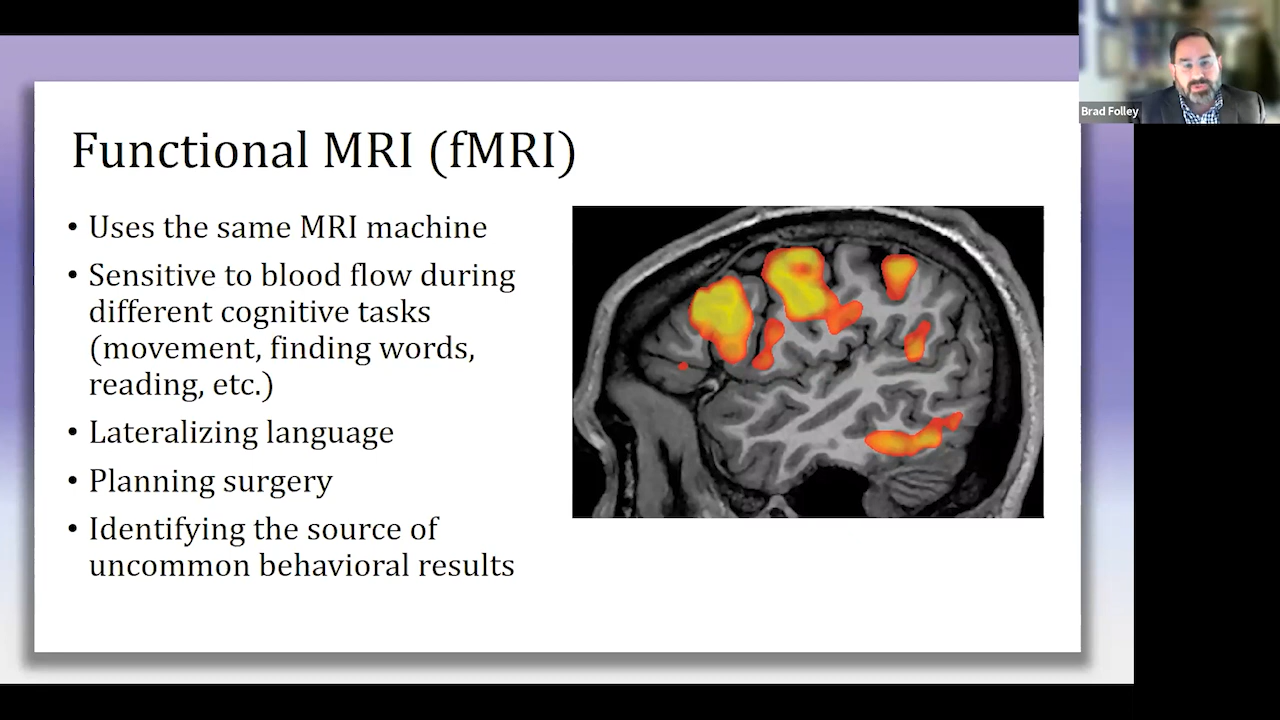 Functional MRI (fMRI)
• Uses the same MRI machine
• Sensitive to blood flow during
different cognitive tasks
(movement, finding words,
reading, etc.)
• Lateralizing language
• Planning surgery
• Identifying the source of
uncommon behavioral results
Brad Folley